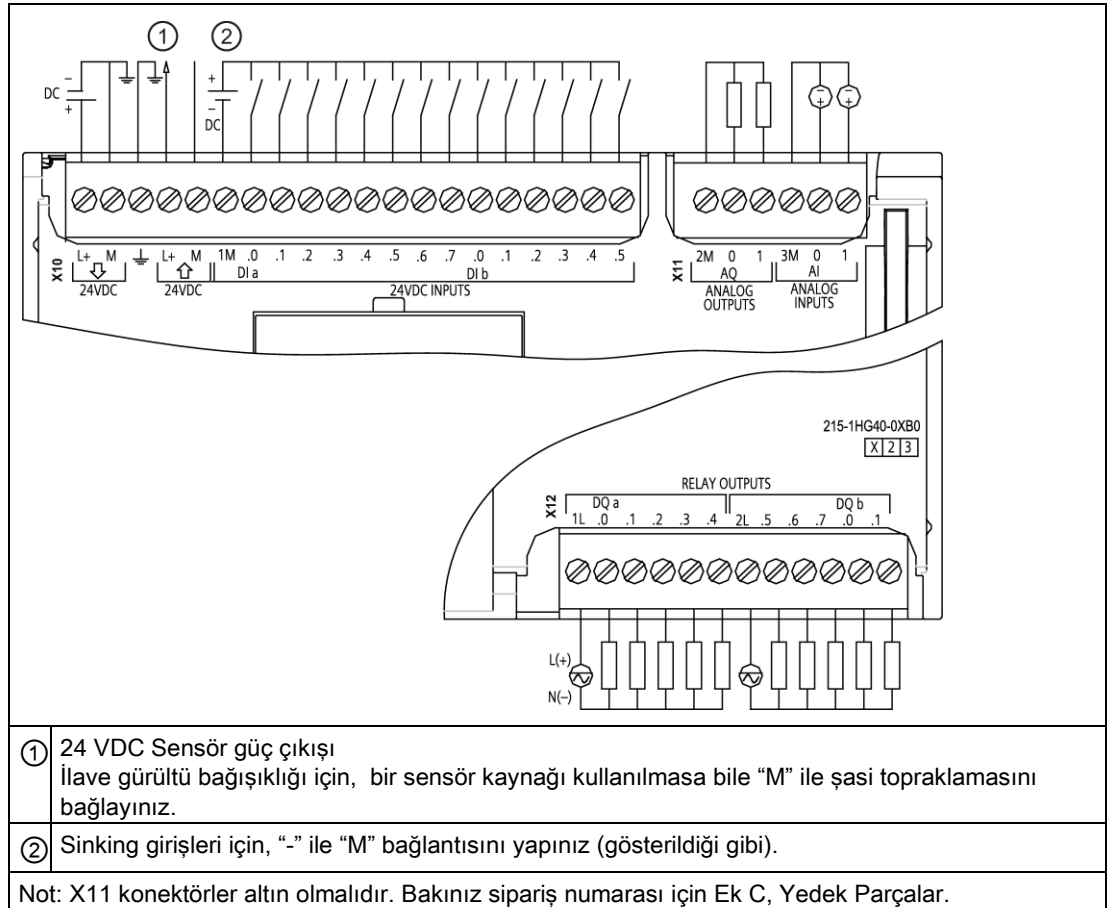 ① ②
DC − + + − DC
L+ M ⏚ L+ M 1M .0 .1 .2 .3 .4 .5 .6 .7 .0 .1 .2 .3 .4 .5
X10 24VDC 24VDC DI a DI b
24VDC INPUTS
X11 2M 0 1 3M 0 1
AQ AI
ANALOG OUTPUTS ANALOG INPUTS
215-1HG40-0XB0
X 2 3
RELAY OUTPUTS
X12 DQ a DQ b
1L .0 .1 .2 .3 .4 2L .5 .6 .7 .0 .1
L(+)
N(−)
① 24 VDC Sensör güç çıkışı
İlave gürültü bağışıklığı için, bir sensör kaynağı kullanılmasa bile “M” ile şasi topraklamasını
bağlayınız.
② Sinking girişleri için, “-” ile “M” bağlantısını yapınız (gösterildiği gibi).
Not: X11 konektörler altın olmalıdır. Bakınız sipariş numarası için Ek C, Yedek Parçalar.